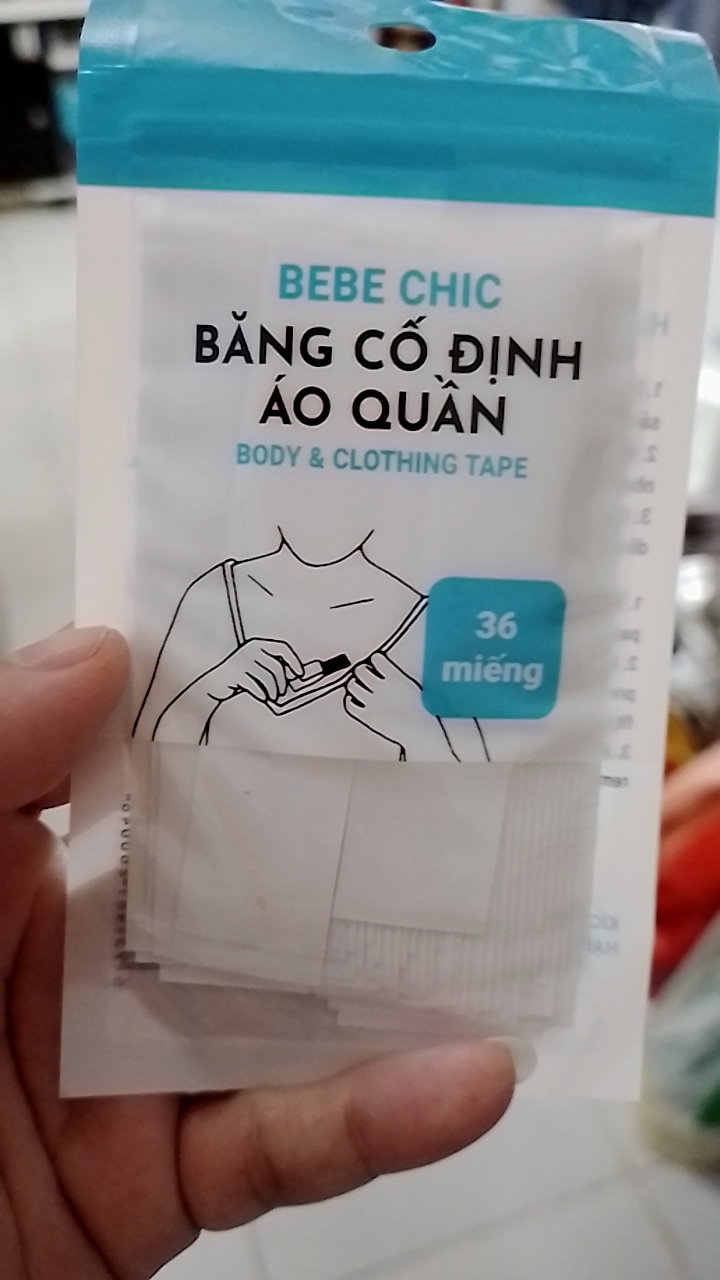 BEBE CHIC
BĂNG CỐ ĐỊNH
ÁO QUẦN
BODY & CLOTHING TAPE
36
miếng